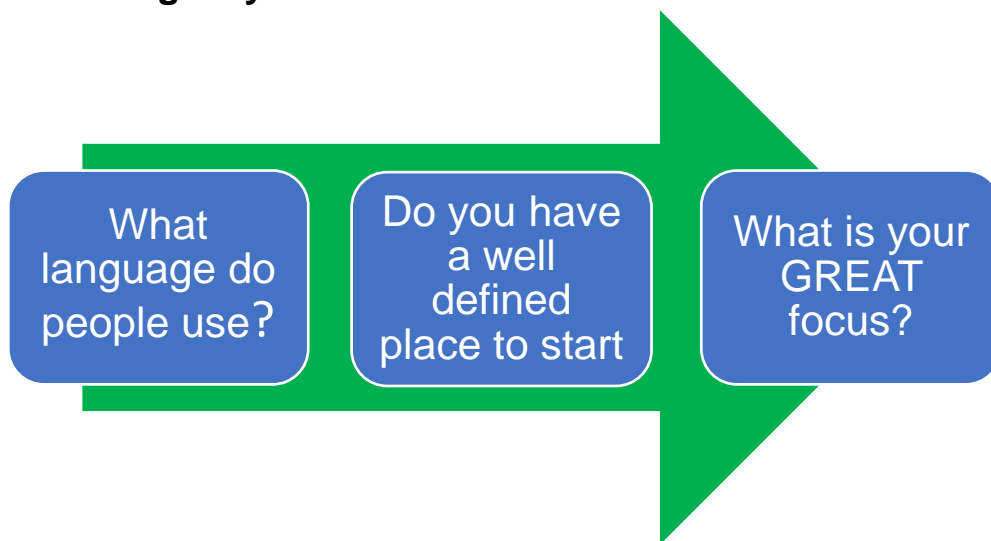 What
language do
people use?
Do you have
a well
defined
place to start
What is your
GREAT
focus?